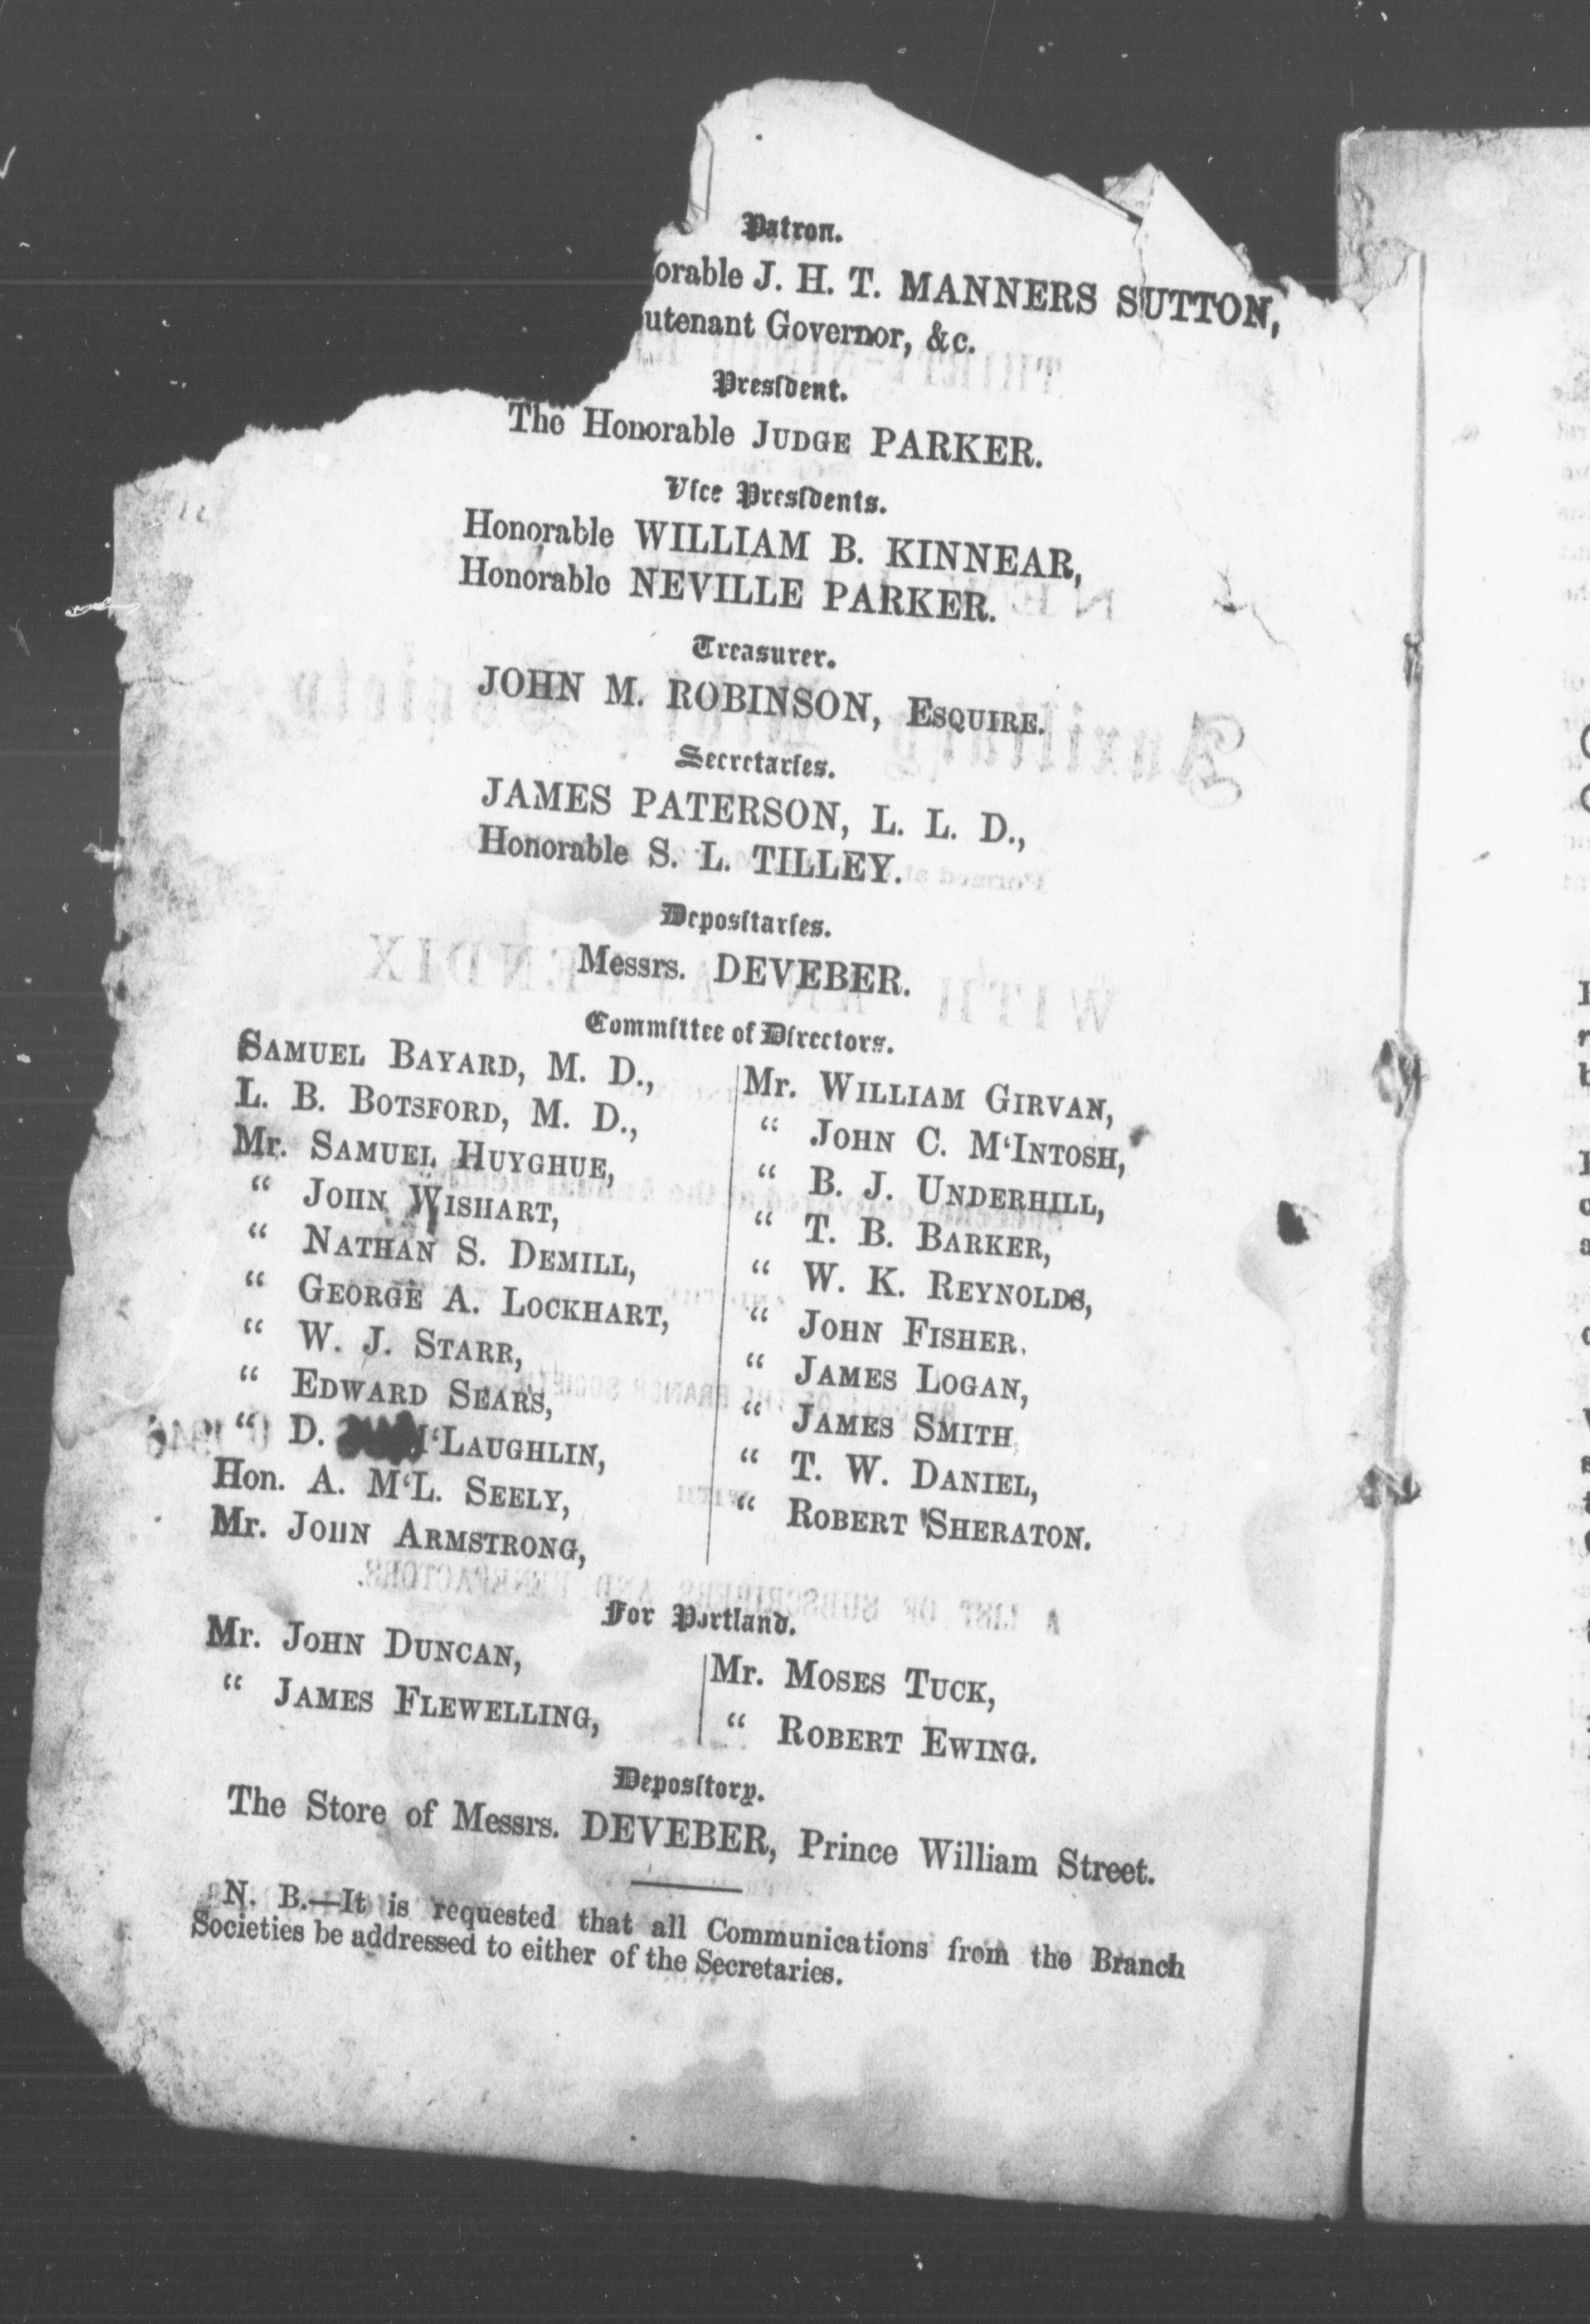 Patron.
orable J. H. T. MANNERS SUTTON,
utenant Governor, &c.
President.
The Honorable JUDGE PARKER.
Vice Presidents.
Honorable WILLIAM B. KINNEAR,
Honorable NEVILLE PARKER.
Treasurer.
JOHN M. ROBINSON, ESQUIRE.
Secretaries.
JAMES PATERSON, L. L. D.,
Honorable S. L. TILLEY.
Depositaries.
Messrs. DEVEBER.
Committee of Directors.
SAMUEL BAYARD, M. D.,
L. B. BOTSFORD, M. D.,
Mr. SAMUEL HUYGHUE,
“ JOHN WISHART,
“ NATHAN S. DEMILL,
“ GEORGE A. LOCKHART,
“ W. J. STARR,
“ EDWARD SEARS,
“ D. M‘LAUGHLIN,
Hon. A. M‘L. SEELY,
Mr. JOHN ARMSTRONG,
Mr. WILLIAM GIRVAN,
“ JOHN C. M‘INTOSH,
“ B. J. UNDERHILL,
“ T. B. BARKER,
“ W. K. REYNOLDS,
“ JOHN FISHER.
“ JAMES LOGAN,
“ JAMES SMITH
“ T. W. DANIEL,
“ ROBERT SHERATON.
For Portland.
Mr. JOHN DUNCAN,
“ JAMES FLEWELLING,
Mr. MOSES TUCK,
“ ROBERT EWING.
Depository.
The Store of Messrs. DEVEBER, Prince William Street.
N. B.—It is requested that all Communications from the Branch
Societies be addressed to either of the Secretaries.